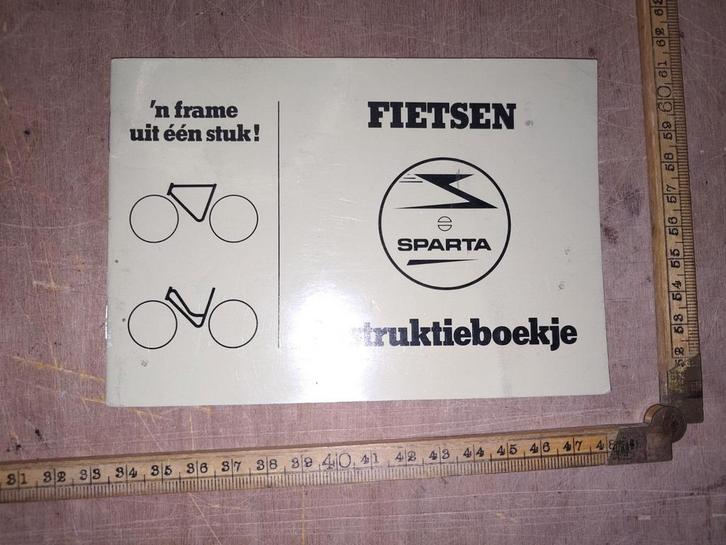 'n frame
uit één stuk!
FIETSEN
SPARTA
struktieboekje
31 32 33 34 35 36 37 38 39 40 41 42 43 44 45 46 47 48
52 53 54 55 56 57 58 59 60 61 62